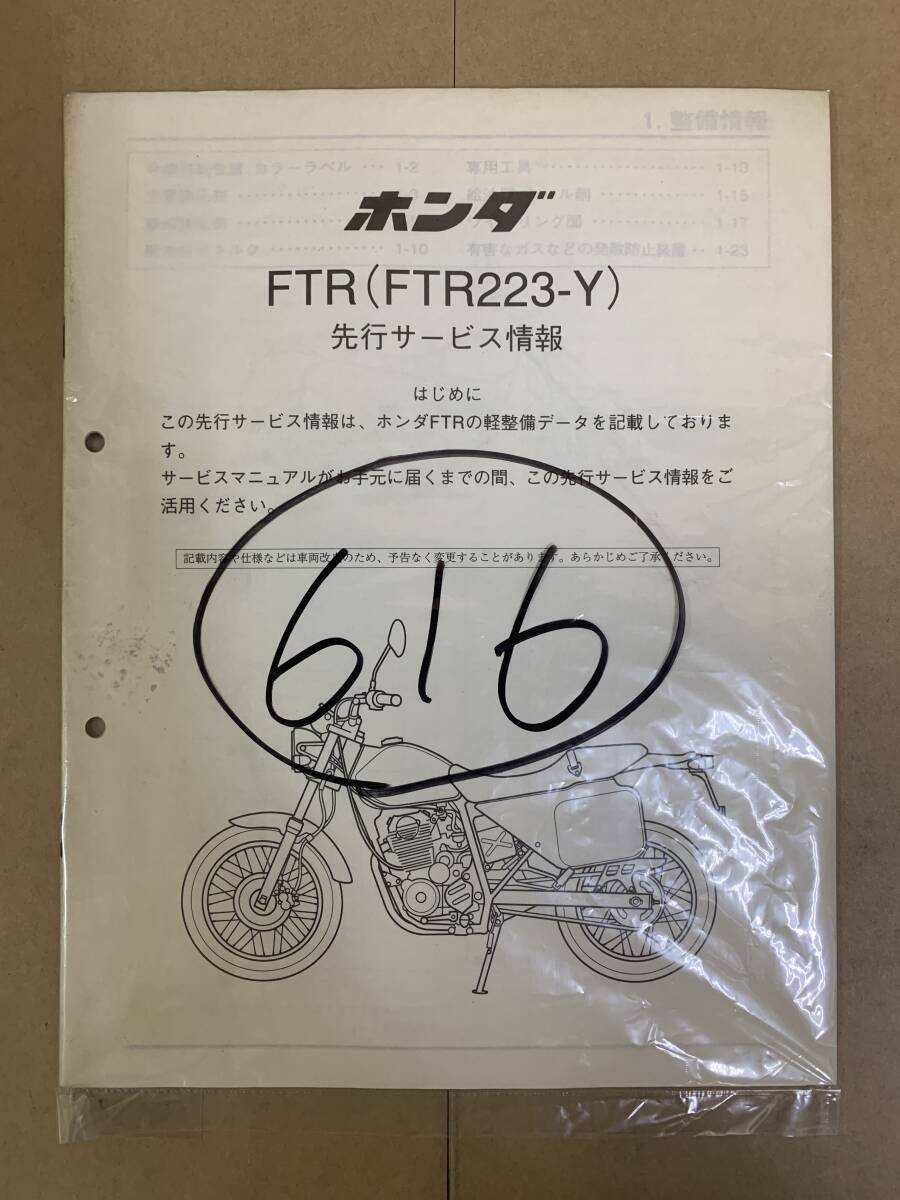 1. 整備情報
カラーラベル ··· 1-2 専用工具 ··············· 1-13
1-15
1-17
1-10 有害なガスなどの発散防止装置 ·· 1-23
ホンダ
FTR(FTR223-Y)
先行サービス情報
はじめに
この先行サービス情報は、ホンダFTRの軽整備データを記載しておりま
す。
サービスマニュアルがお手元に届くまでの間、この先行サービス情報をご
活用ください。
記載内容や仕様などは車両改良のため、予告なく変更することがあります。あらかじめご了承ください。
616